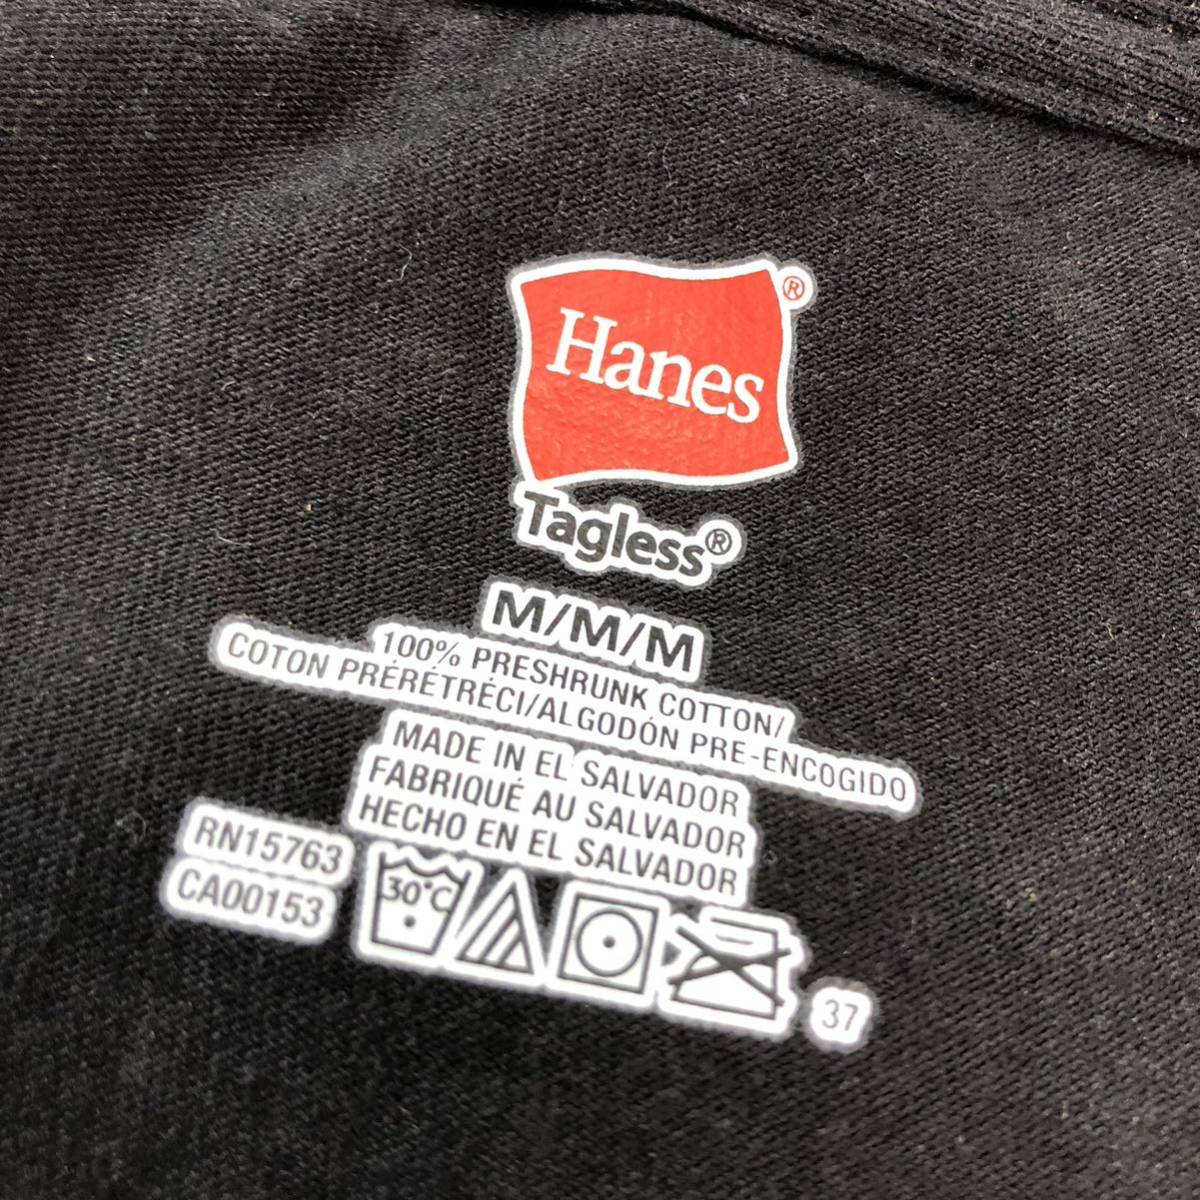 Hanes®
Tagless®
M/M/M
100% PRESHRUNK COTTON/
COTON PRÉRÉTRÉCI/ALGODÓN PRE-ENCOGIDO
MADE IN EL SALVADOR
FABRIQUÉ AU SALVADOR
HECHO EN EL SALVADOR
RN15763
CA00153
30°C
37